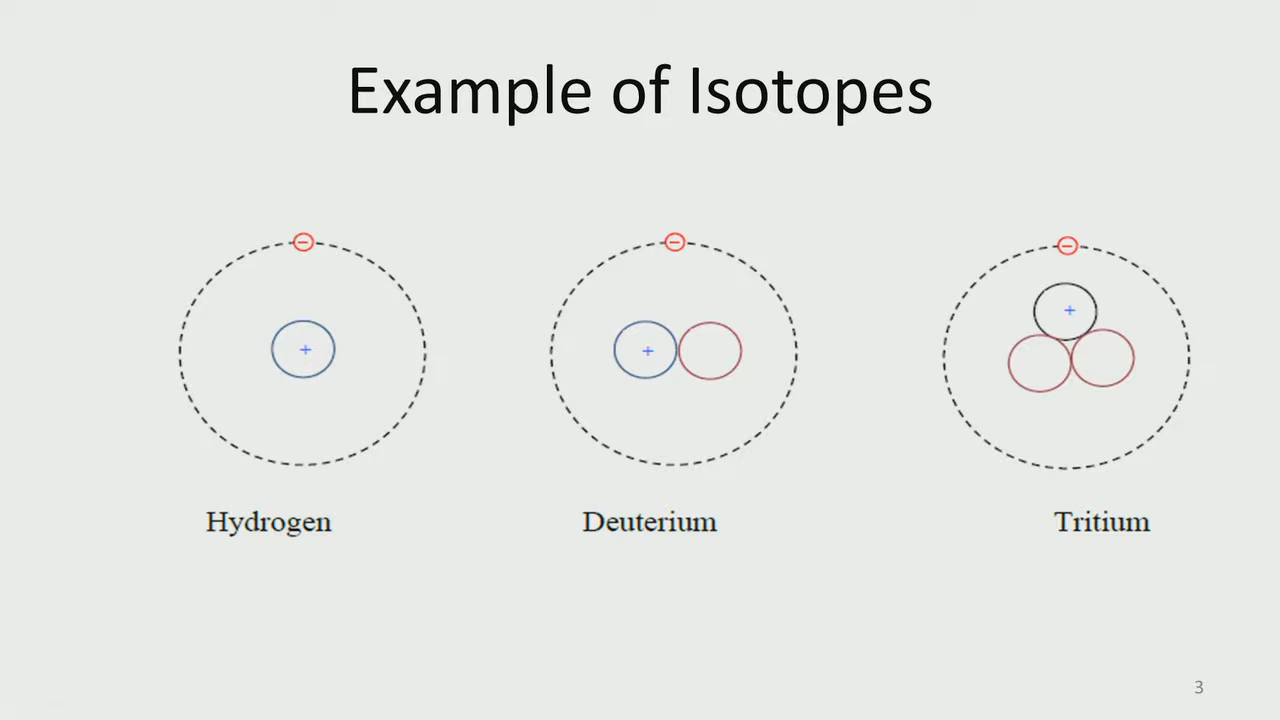 Example of Isotopes
−
−
−
+
+
+
Hydrogen
Deuterium
Tritium
3